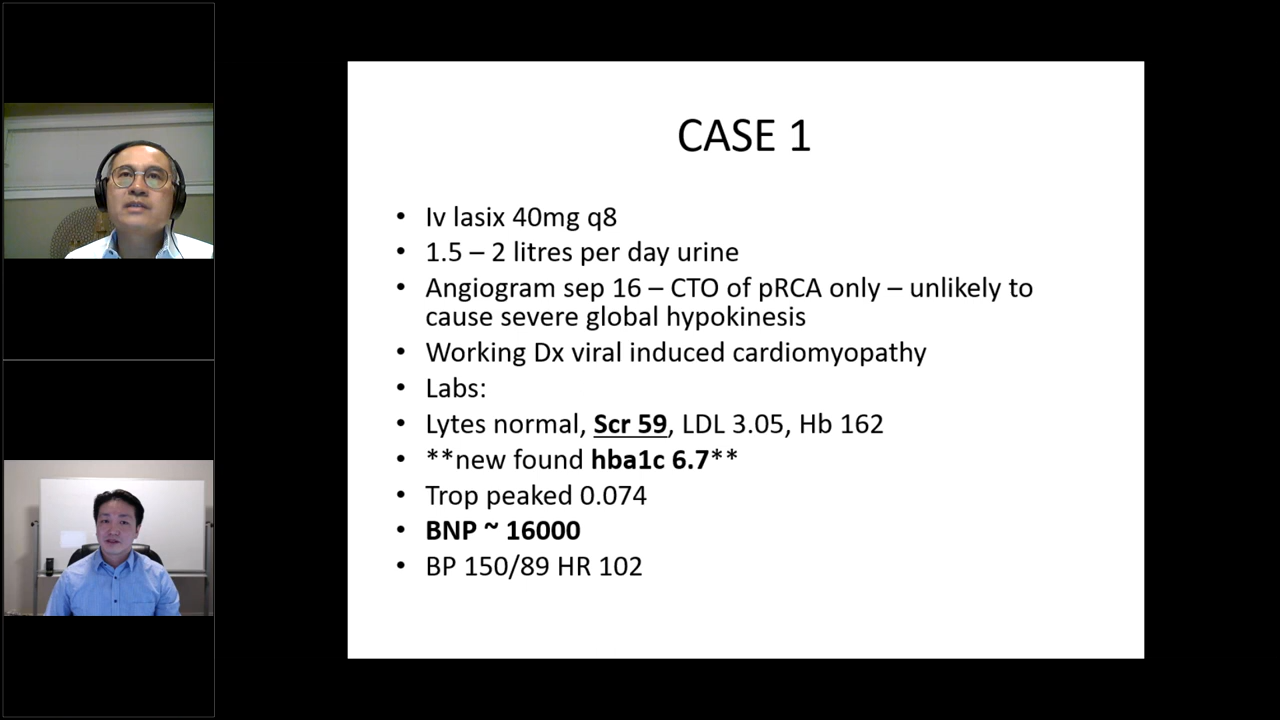 CASE 1
• Iv lasix 40mg q8
• 1.5 – 2 litres per day urine
• Angiogram sep 16 – CTO of pRCA only – unlikely to
cause severe global hypokinesis
• Working Dx viral induced cardiomyopathy
• Labs:
• Lytes normal, Scr 59, LDL 3.05, Hb 162
• **new found hba1c 6.7**
• Trop peaked 0.074
• BNP ~ 16000
• BP 150/89 HR 102